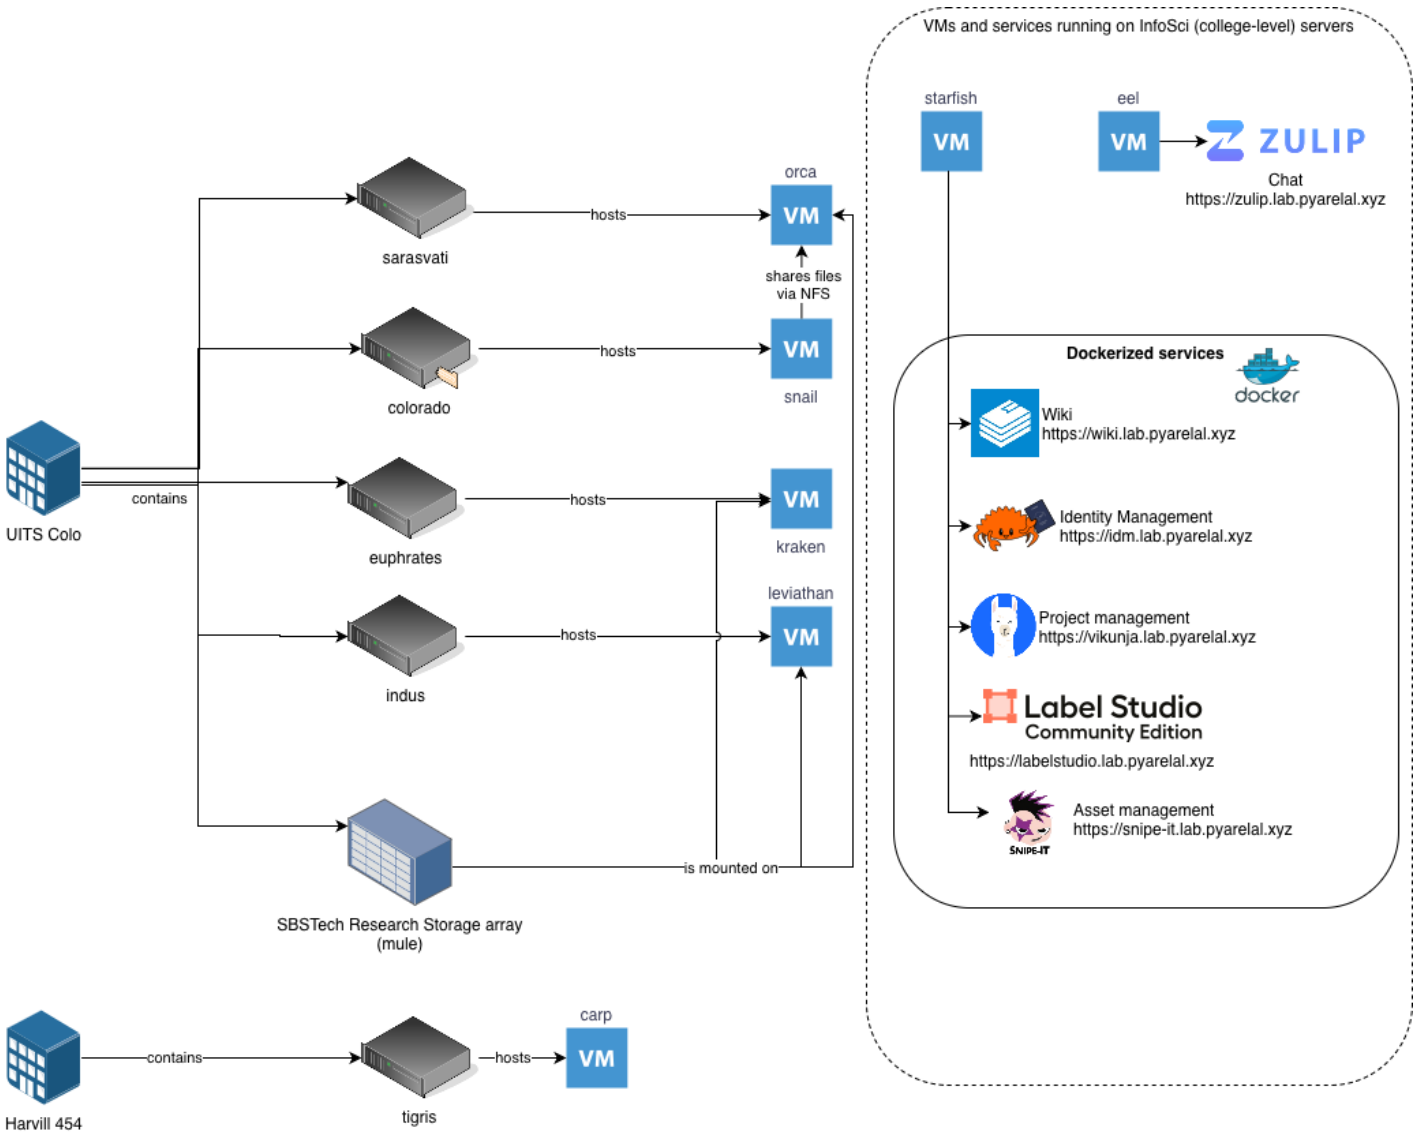 VMs and services running on InfoSci (college-level) servers
starfish
VM
eel
VM
ZULIP
Chat
https://zulip.lab.pyarelal.xyz
sarasvati
hosts
orca
VM
shares files
via NFS
colorado
hosts
VM
snail
UITS Colo
contains
euphrates
hosts
VM
kraken
indus
hosts
leviathan
VM
SBSTech Research Storage array
(mule)
is mounted on
Dockerized services
docker
Wiki
https://wiki.lab.pyarelal.xyz
Identity Management
https://idm.lab.pyarelal.xyz
Project management
https://vikunja.lab.pyarelal.xyz
Label Studio
Community Edition
https://labelstudio.lab.pyarelal.xyz
SNIPE-IT
Asset management
https://snipe-it.lab.pyarelal.xyz
Harvill 454
contains
tigris
hosts
carp
VM